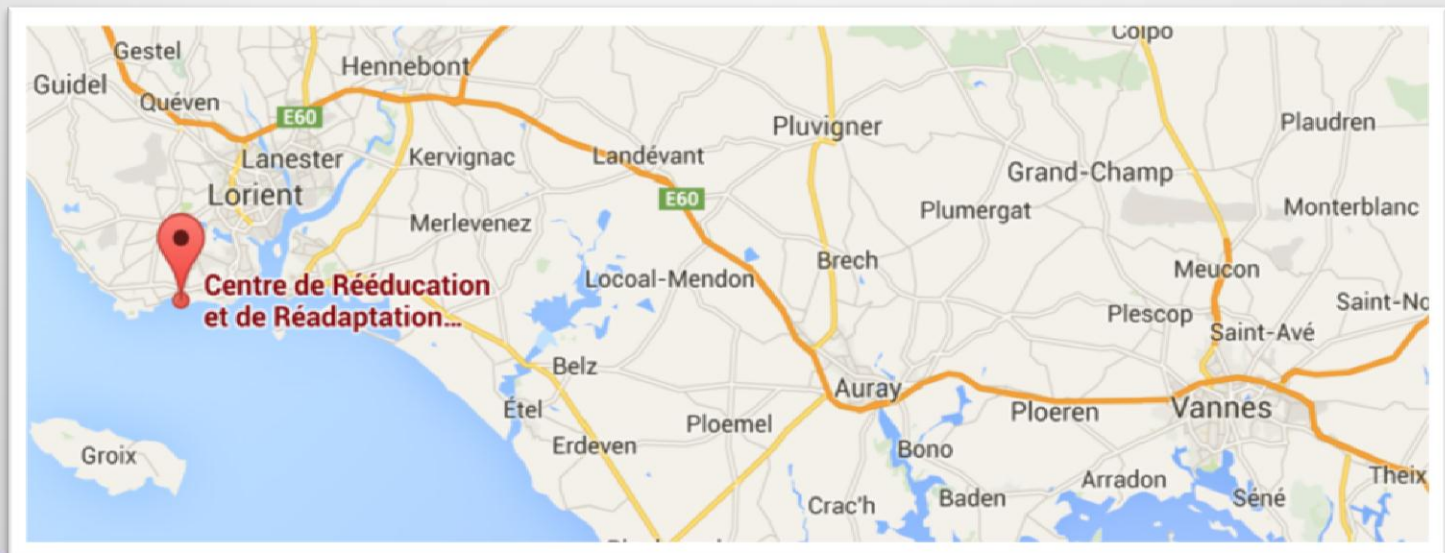 Colpo
Gestel
Hennebont
Guidel
Quéven
E60
Pluvigner
Plaudren
Lanester
Kervignac
Landévant
Grand-Champ
Lorient
E60
Merlevenez
Plumergat
Monterblanc
Brech
Meucon
Locoal-Mendon
Centre de Rééducation
et de Réadaptation...
Plescop
Saint-No
Saint-Avé
Belz
Auray
Étel
Ploeren
Vannes
Ploemel
Erdeven
Groix
Bono
Theix
Arradon
Baden
Séné
Crac'h